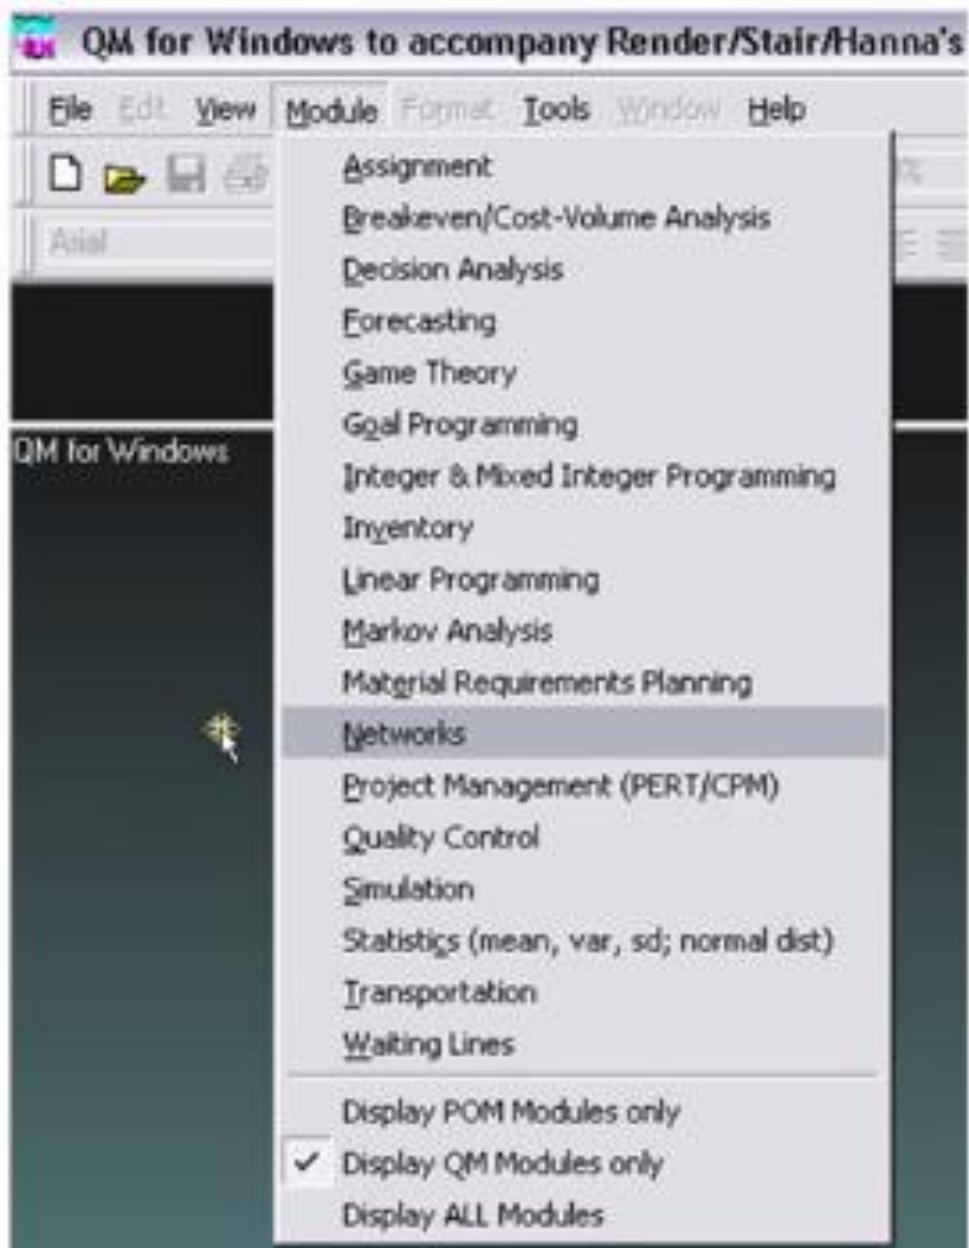 QM for Windows to accompany Render/Stair/Hanna's
File Edit View Module Format Tools Window Help
Arial
%
QM for Windows
Assignment
Breakeven/Cost-Volume Analysis
Decision Analysis
Forecasting
Game Theory
Goal Programming
Integer & Mixed Integer Programming
Inventory
Linear Programming
Markov Analysis
Material Requirements Planning
Networks
Project Management (PERT/CPM)
Quality Control
Simulation
Statistics (mean, var, sd; normal dist)
Transportation
Waiting Lines
Display POM Modules only
Display QM Modules only
Display ALL Modules